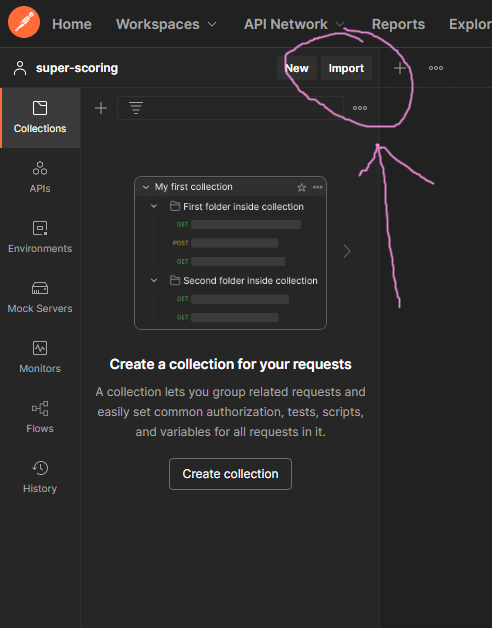 Home Workspaces API Network Reports Explor
super-scoring New Import
Collections
APIs
Environments
Mock Servers
Monitors
Flows
History
My first collection
First folder inside collection
GET
POST
GET
Second folder inside collection
GET
GET
Create a collection for your requests
A collection lets you group related requests and
easily set common authorization, tests, scripts,
and variables for all requests in it.
Create collection